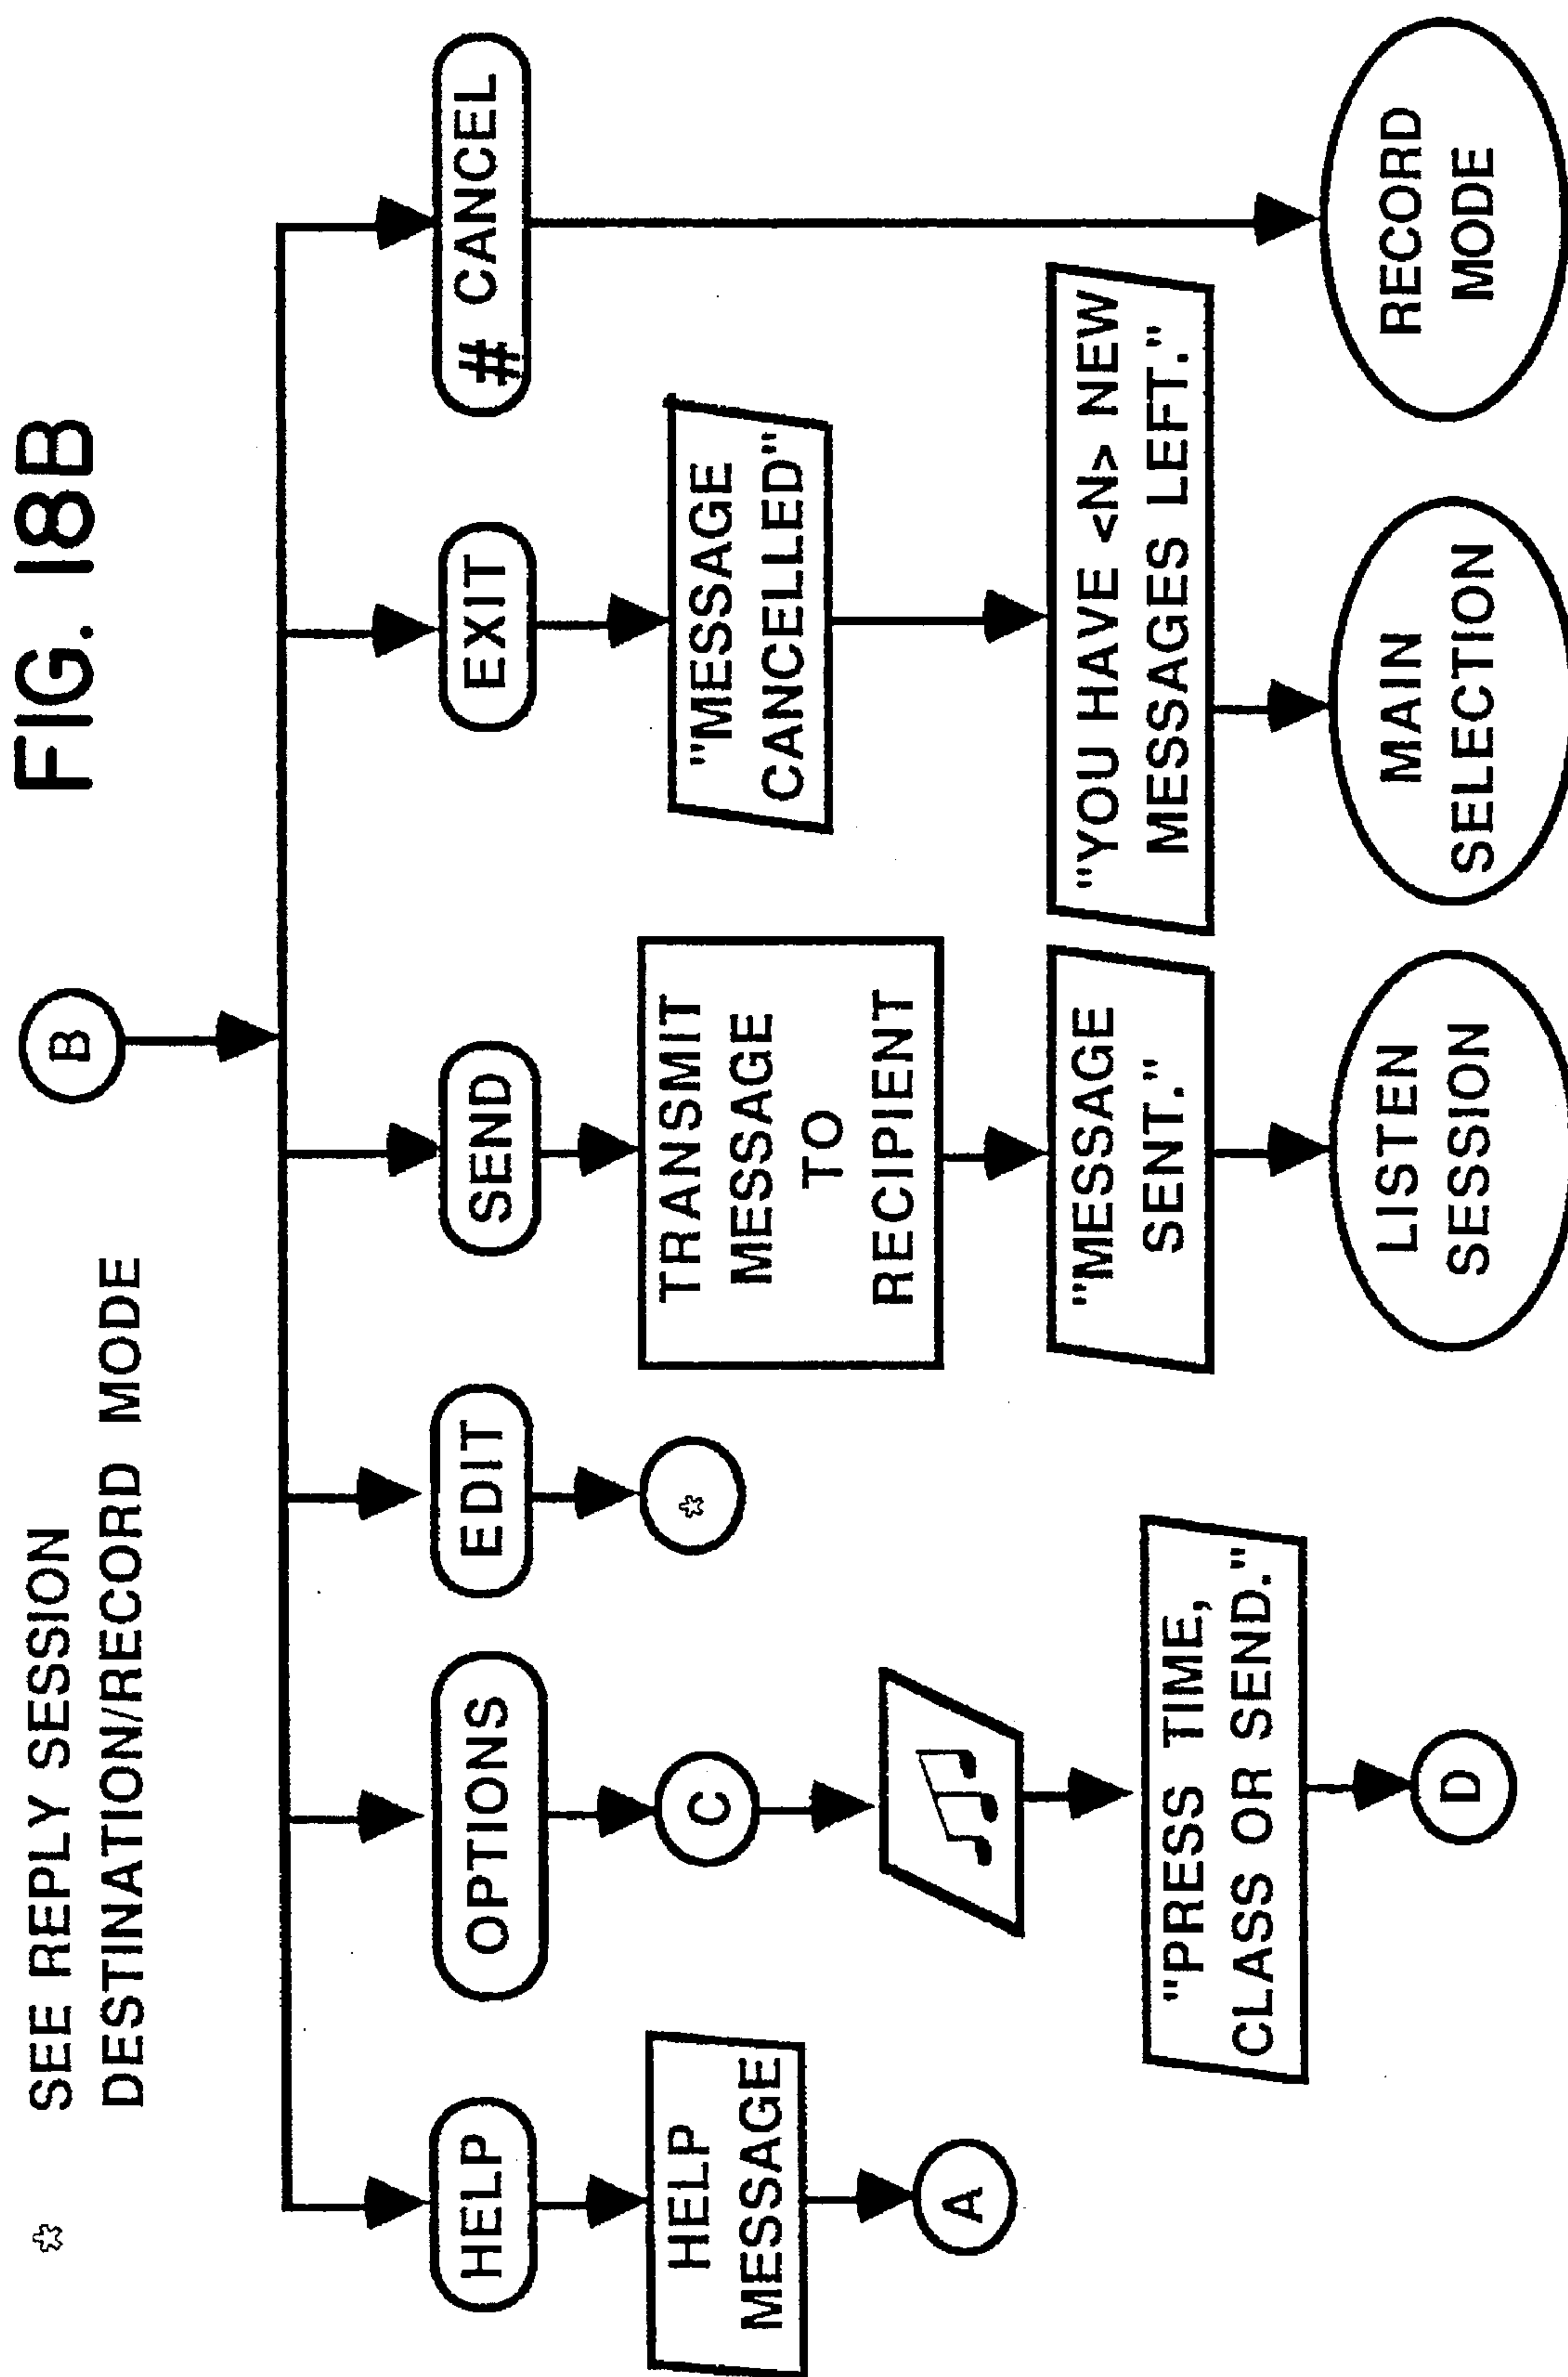 FIG. 18B
* SEE REPLY SESSION
DESTINATION/RECORD MODE
B
HELP
OPTIONS
EDIT
SEND
EXIT
# CANCEL
HELP
MESSAGE
A
C
"PRESS TIME,
CLASS OR SEND."
D
*
TRANSMIT
MESSAGE
TO
RECIPIENT
"MESSAGE
SENT."
LISTEN
SESSION
"MESSAGE
CANCELLED"
"YOU HAVE <N> NEW
MESSAGES LEFT."
MAIN
SELECTION
RECORD
MODE